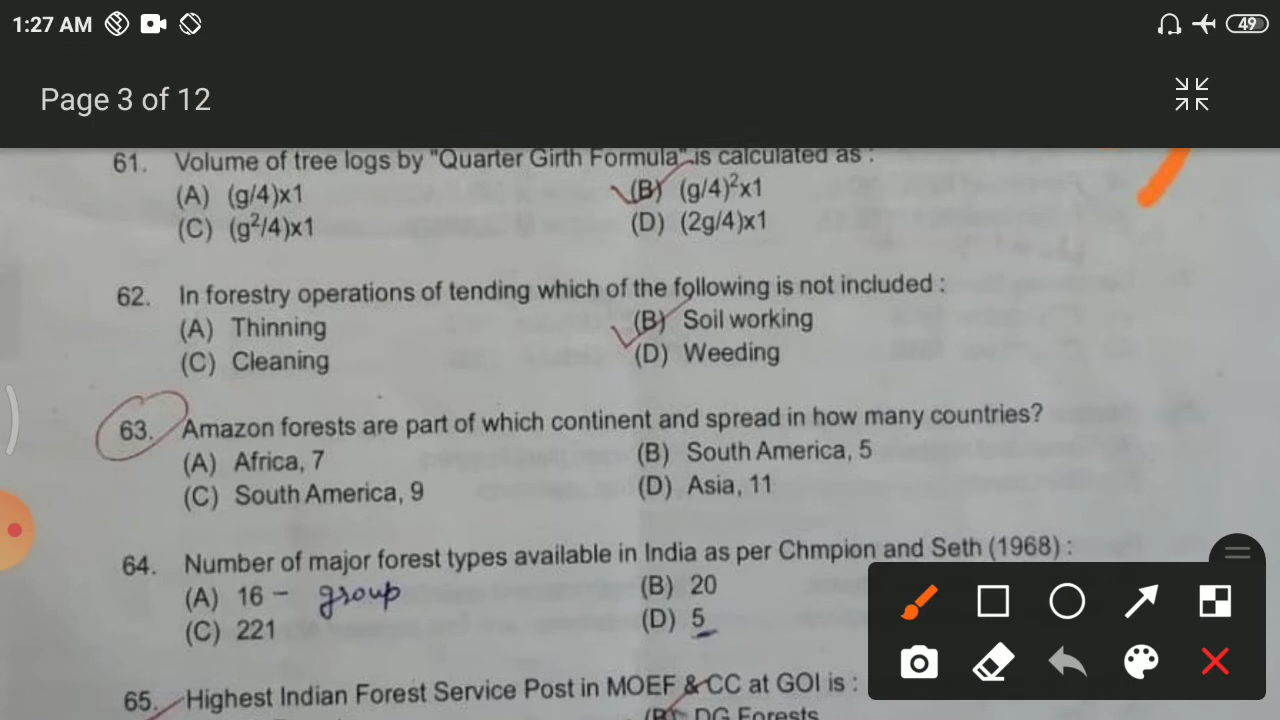 1:27 AM 49
Page 3 of 12
61. Volume of tree logs by "Quarter Girth Formula" is calculated as :
(A) (g/4)x1 (B) (g/4)²x1
(C) (g²/4)x1 (D) (2g/4)x1
62. In forestry operations of tending which of the following is not included :
(A) Thinning (B) Soil working
(C) Cleaning (D) Weeding
63. Amazon forests are part of which continent and spread in how many countries?
(A) Africa, 7 (B) South America, 5
(C) South America, 9 (D) Asia, 11
64. Number of major forest types available in India as per Chmpion and Seth (1968) :
(A) 16 - group (B) 20
(C) 221 (D) 5
65. Highest Indian Forest Service Post in MOEF & CC at GOI is :
(B) DG Forests